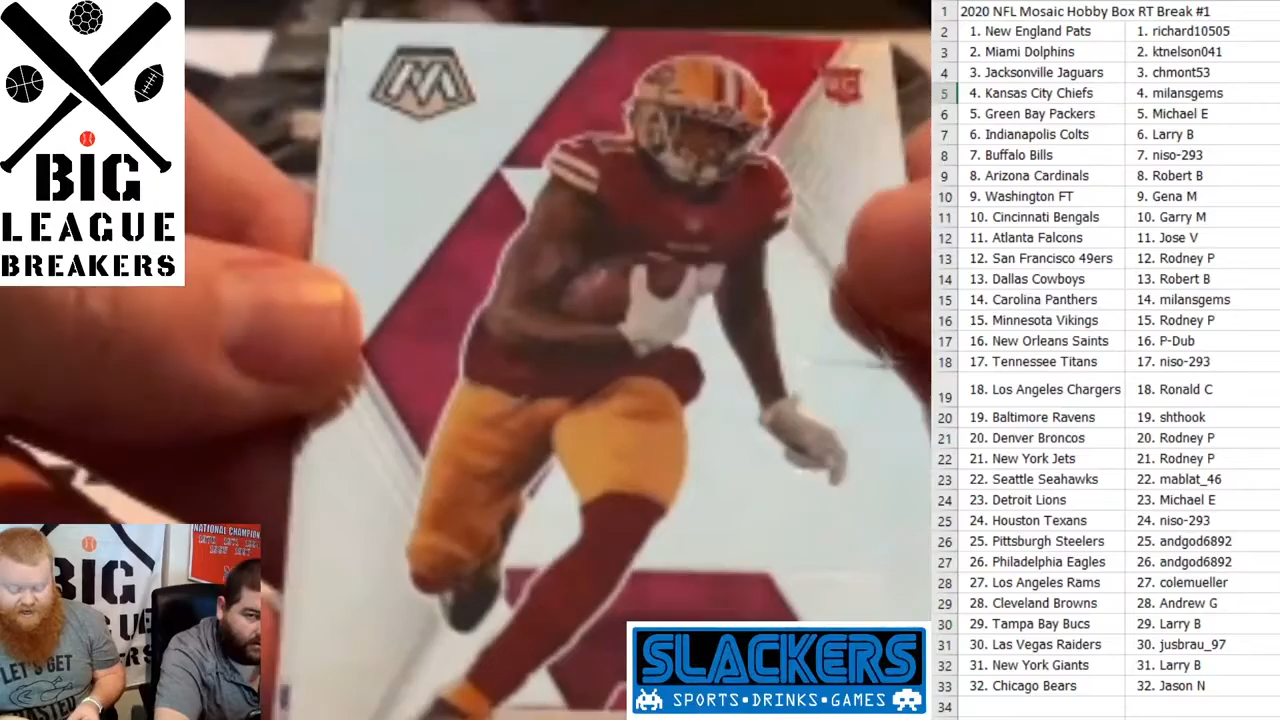 BIG
LEAGUE
BREAKERS
M
RC
NATIONAL CHAMPION
BIG
LET'S GET
SLACKERS
SPORTS•DRINKS•GAMES
1 2020 NFL Mosaic Hobby Box RT Break #1
2 1. New England Pats 1. richard10505
3 2. Miami Dolphins 2. ktnelson041
4 3. Jacksonville Jaguars 3. chmont53
5 4. Kansas City Chiefs 4. milansgems
6 5. Green Bay Packers 5. Michael E
7 6. Indianapolis Colts 6. Larry B
8 7. Buffalo Bills 7. niso-293
9 8. Arizona Cardinals 8. Robert B
10 9. Washington FT 9. Gena M
11 10. Cincinnati Bengals 10. Garry M
12 11. Atlanta Falcons 11. Jose V
13 12. San Francisco 49ers 12. Rodney P
14 13. Dallas Cowboys 13. Robert B
15 14. Carolina Panthers 14. milansgems
16 15. Minnesota Vikings 15. Rodney P
17 16. New Orleans Saints 16. P-Dub
18 17. Tennessee Titans 17. niso-293
19 18. Los Angeles Chargers 18. Ronald C
20 19. Baltimore Ravens 19. shthook
21 20. Denver Broncos 20. Rodney P
22 21. New York Jets 21. Rodney P
23 22. Seattle Seahawks 22. mablat_46
24 23. Detroit Lions 23. Michael E
25 24. Houston Texans 24. niso-293
26 25. Pittsburgh Steelers 25. andgod6892
27 26. Philadelphia Eagles 26. andgod6892
28 27. Los Angeles Rams 27. colemueller
29 28. Cleveland Browns 28. Andrew G
30 29. Tampa Bay Bucs 29. Larry B
31 30. Las Vegas Raiders 30. jusbrau_97
32 31. New York Giants 31. Larry B
33 32. Chicago Bears 32. Jason N
34